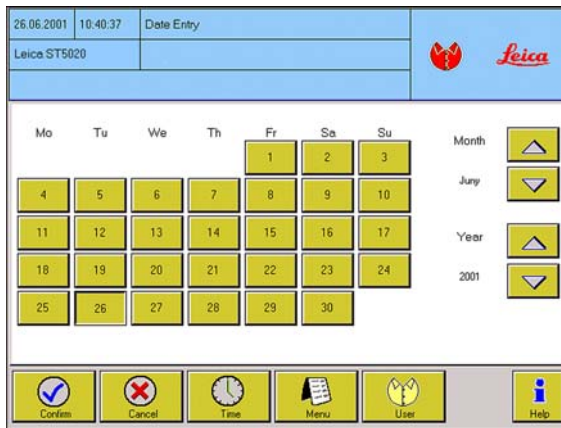 26.06.2001 10:40:37 Date Entry
Leica ST5020
Leica
Mo Tu We Th Fr Sa Su
1 2 3
4 5 6 7 8 9 10
11 12 13 14 15 16 17
18 19 20 21 22 23 24
25 26 27 28 29 30
Month
Juny
Year
2001
Confirm Cancel Time Menu User Help